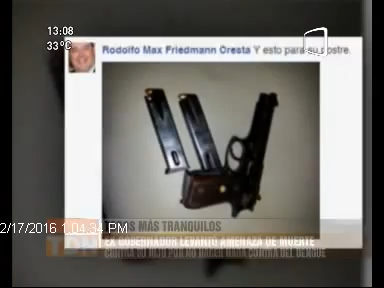 13:08
33°C
Rodolfo Max Friedmann Cresta Y esto para su postre.
2/17/2016 1:04:34 PM
MÁS TRANQUILOS
EX GOBERNADOR LEVANTÓ AMENAZA DE MUERTE